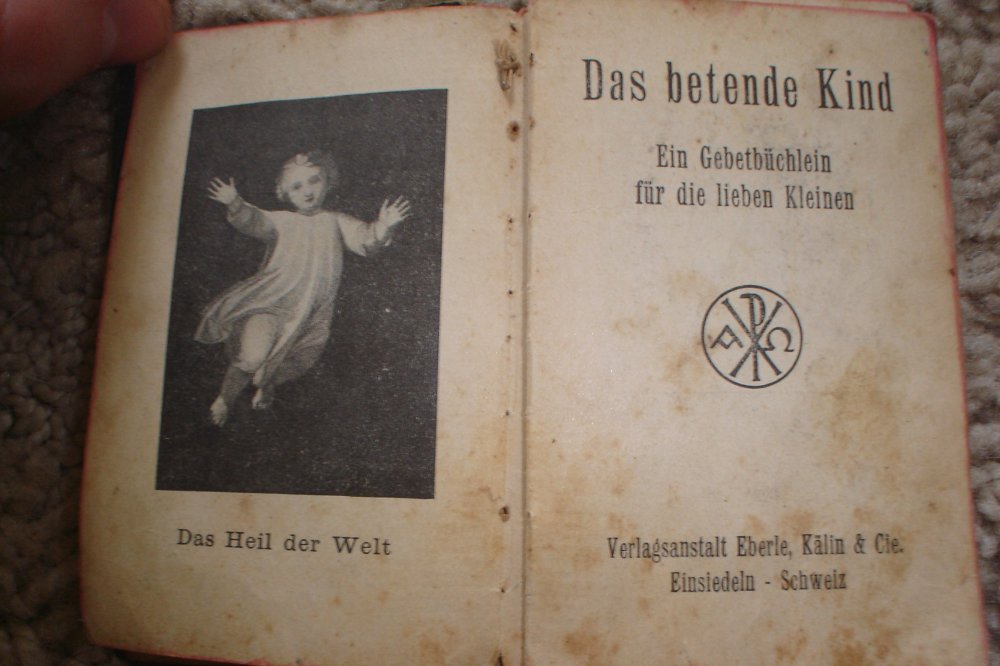 Das Heil der Welt
Das betende Kind
Ein Gebetbüchlein
für die lieben Kleinen
A P Ω
Verlagsanstalt Eberle, Kälin & Cie.
Einsiedeln - Schweiz